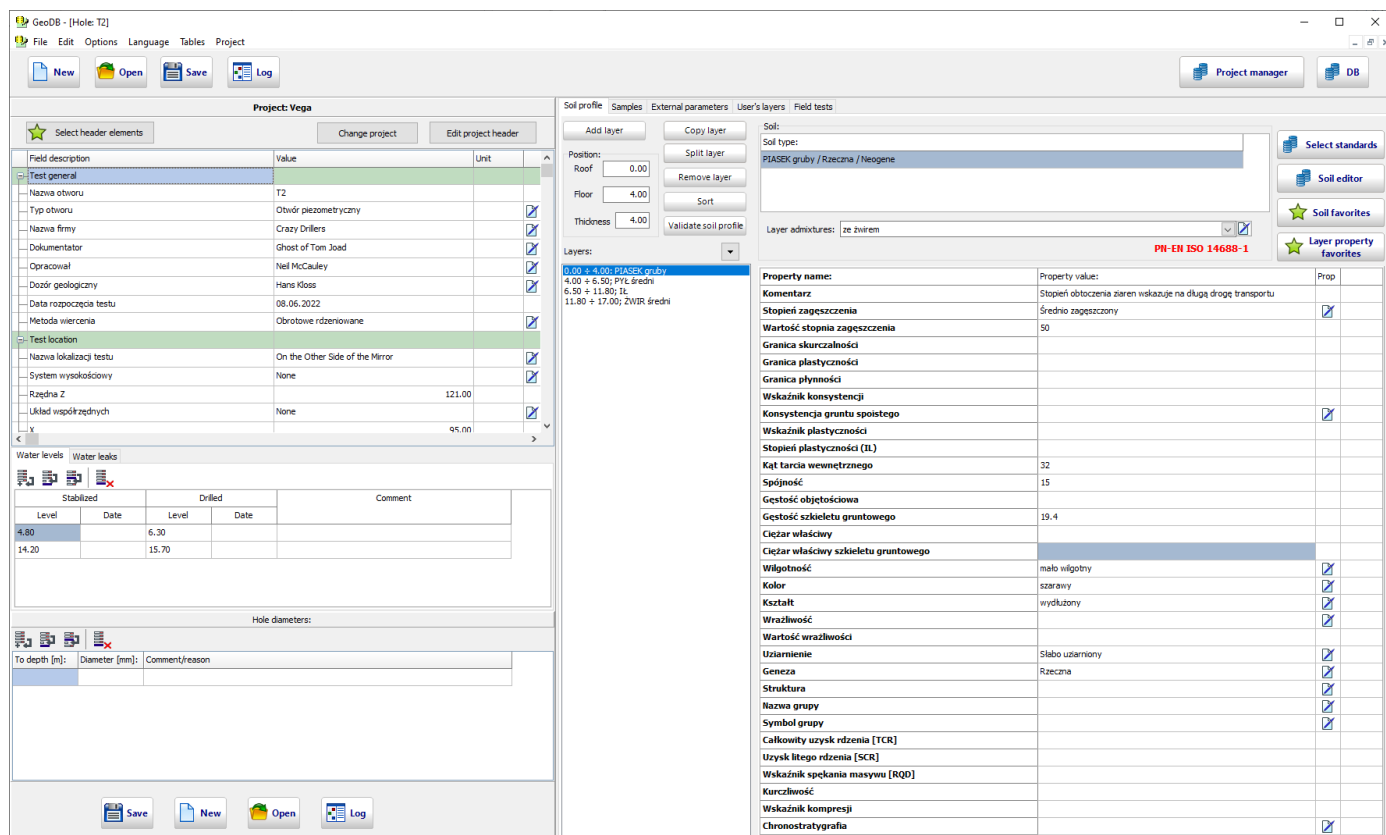 GeoDB - [Hole: T2]
File Edit Options Language Tables Project
New Open Save Log Project manager DB
Project: Vega
Select header elements Change project Edit project header
Field description Value Unit
Test general
Nazwa otworu T2
Typ otworu Otwór piezometryczny
Nazwa firmy Crazy Drillers
Dokumentator Ghost of Tom Joad
Opracował Neil McCauley
Dozór geologiczny Hans Kloss
Data rozpoczęcia testu 08.06.2022
Metoda wiercenia Obrotowe rdzeniowane
Test location
Nazwa lokalizacji testu On the Other Side of the Mirror
System wysokościowy None
Rzędna Z 121.00
Układ współrzędnych None
X 95.00
Water levels Water leaks
Stabilized Drilled Comment
Level Date Level Date
4.80 6.30
14.20 15.70
Hole diameters:
To depth [m]: Diameter [mm]: Comment/reason
Save New Open Log
Soil profile Samples External parameters User's layers Field tests
Add layer Copy layer
Position:
Roof 0.00 Split layer
Remove layer
Floor 4.00 Sort
Thickness 4.00 Validate soil profile
Layers:
0.00 ÷ 4.00: PIASEK gruby
4.00 ÷ 6.50; PYŁ średni
6.50 ÷ 11.80; IŁ
11.80 ÷ 17.00; ŻWIR średni
Soil:
Soil type:
PIASEK gruby / Rzeczna / Neogene
Layer admixtures: ze żwirem
PN-EN ISO 14688-1
Select standards
Soil editor
Soil favorites
Layer property
favorites
Property name: Property value: Prop
Komentarz Stopień obtoczenia ziaren wskazuje na długą drogę transportu
Stopień zagęszczenia Średnio zagęszczony
Wartość stopnia zagęszczenia 50
Granica skurczalności
Granica plastyczności
Granica płynności
Wskaźnik konsystencji
Konsystencja gruntu spoistego
Wskaźnik plastyczności
Stopień plastyczności (IL)
Kąt tarcia wewnętrznego 32
Spójność 15
Gęstość objętościowa
Gęstość szkieletu gruntowego 19.4
Ciężar właściwy
Ciężar właściwy szkieletu gruntowego
Wilgotność mało wilgotny
Kolor szarawy
Kształt wydłużony
Wrażliwość
Wartość wrażliwości
Uziarnienie Słabo uziarniony
Geneza Rzeczna
Struktura
Nazwa grupy
Symbol grupy
Całkowity uzysk rdzenia [TCR]
Uzysk litego rdzenia [SCR]
Wskaźnik spękania masywu [RQD]
Kurczliwość
Wskaźnik kompresji
Chronostratygrafia